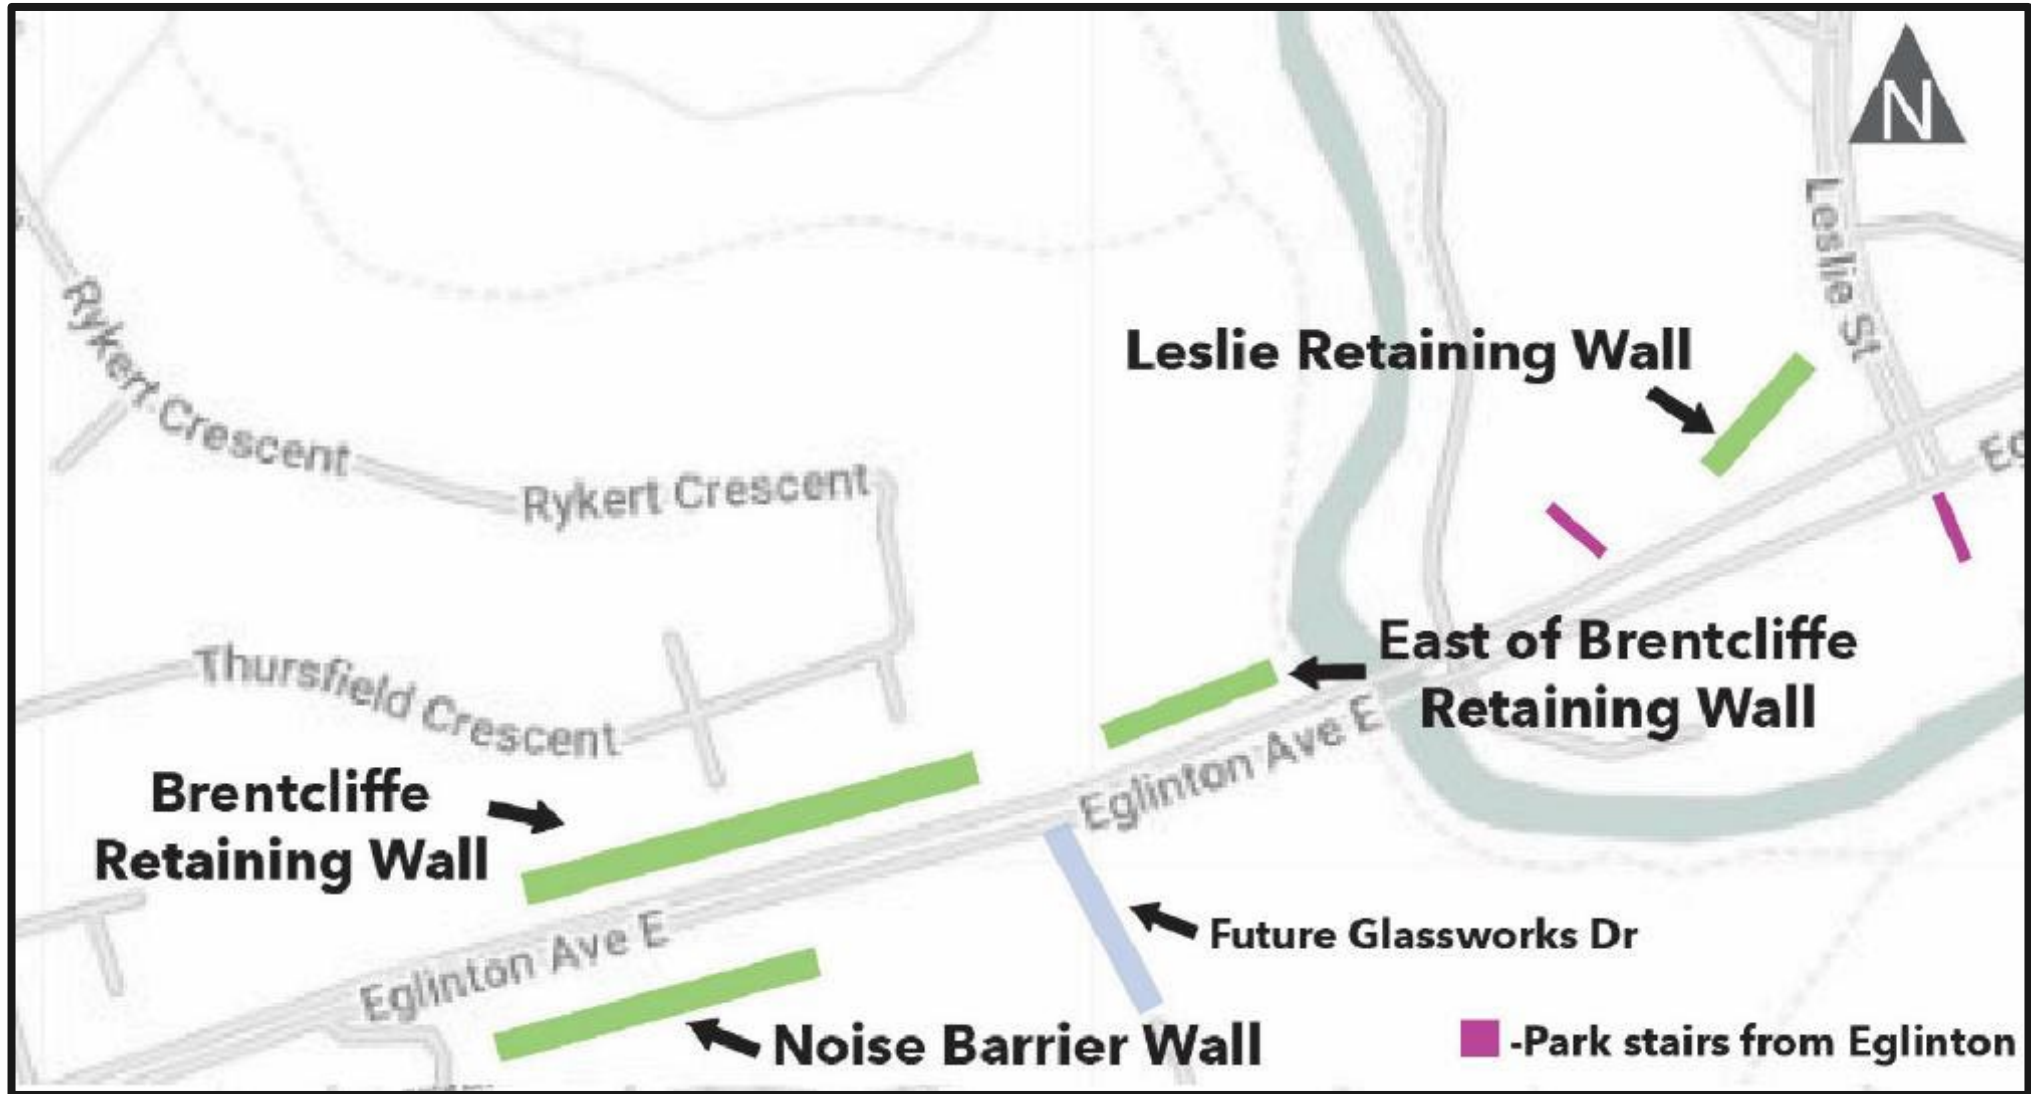 N
Leslie St
Leslie Retaining Wall
Rykert Crescent
Rykert Crescent
Eg
East of Brentcliffe
Retaining Wall
Thursfield Crescent
Eglinton Ave E
Brentcliffe
Retaining Wall
Eglinton Ave E
Future Glassworks Dr
Noise Barrier Wall
-Park stairs from Eglinton